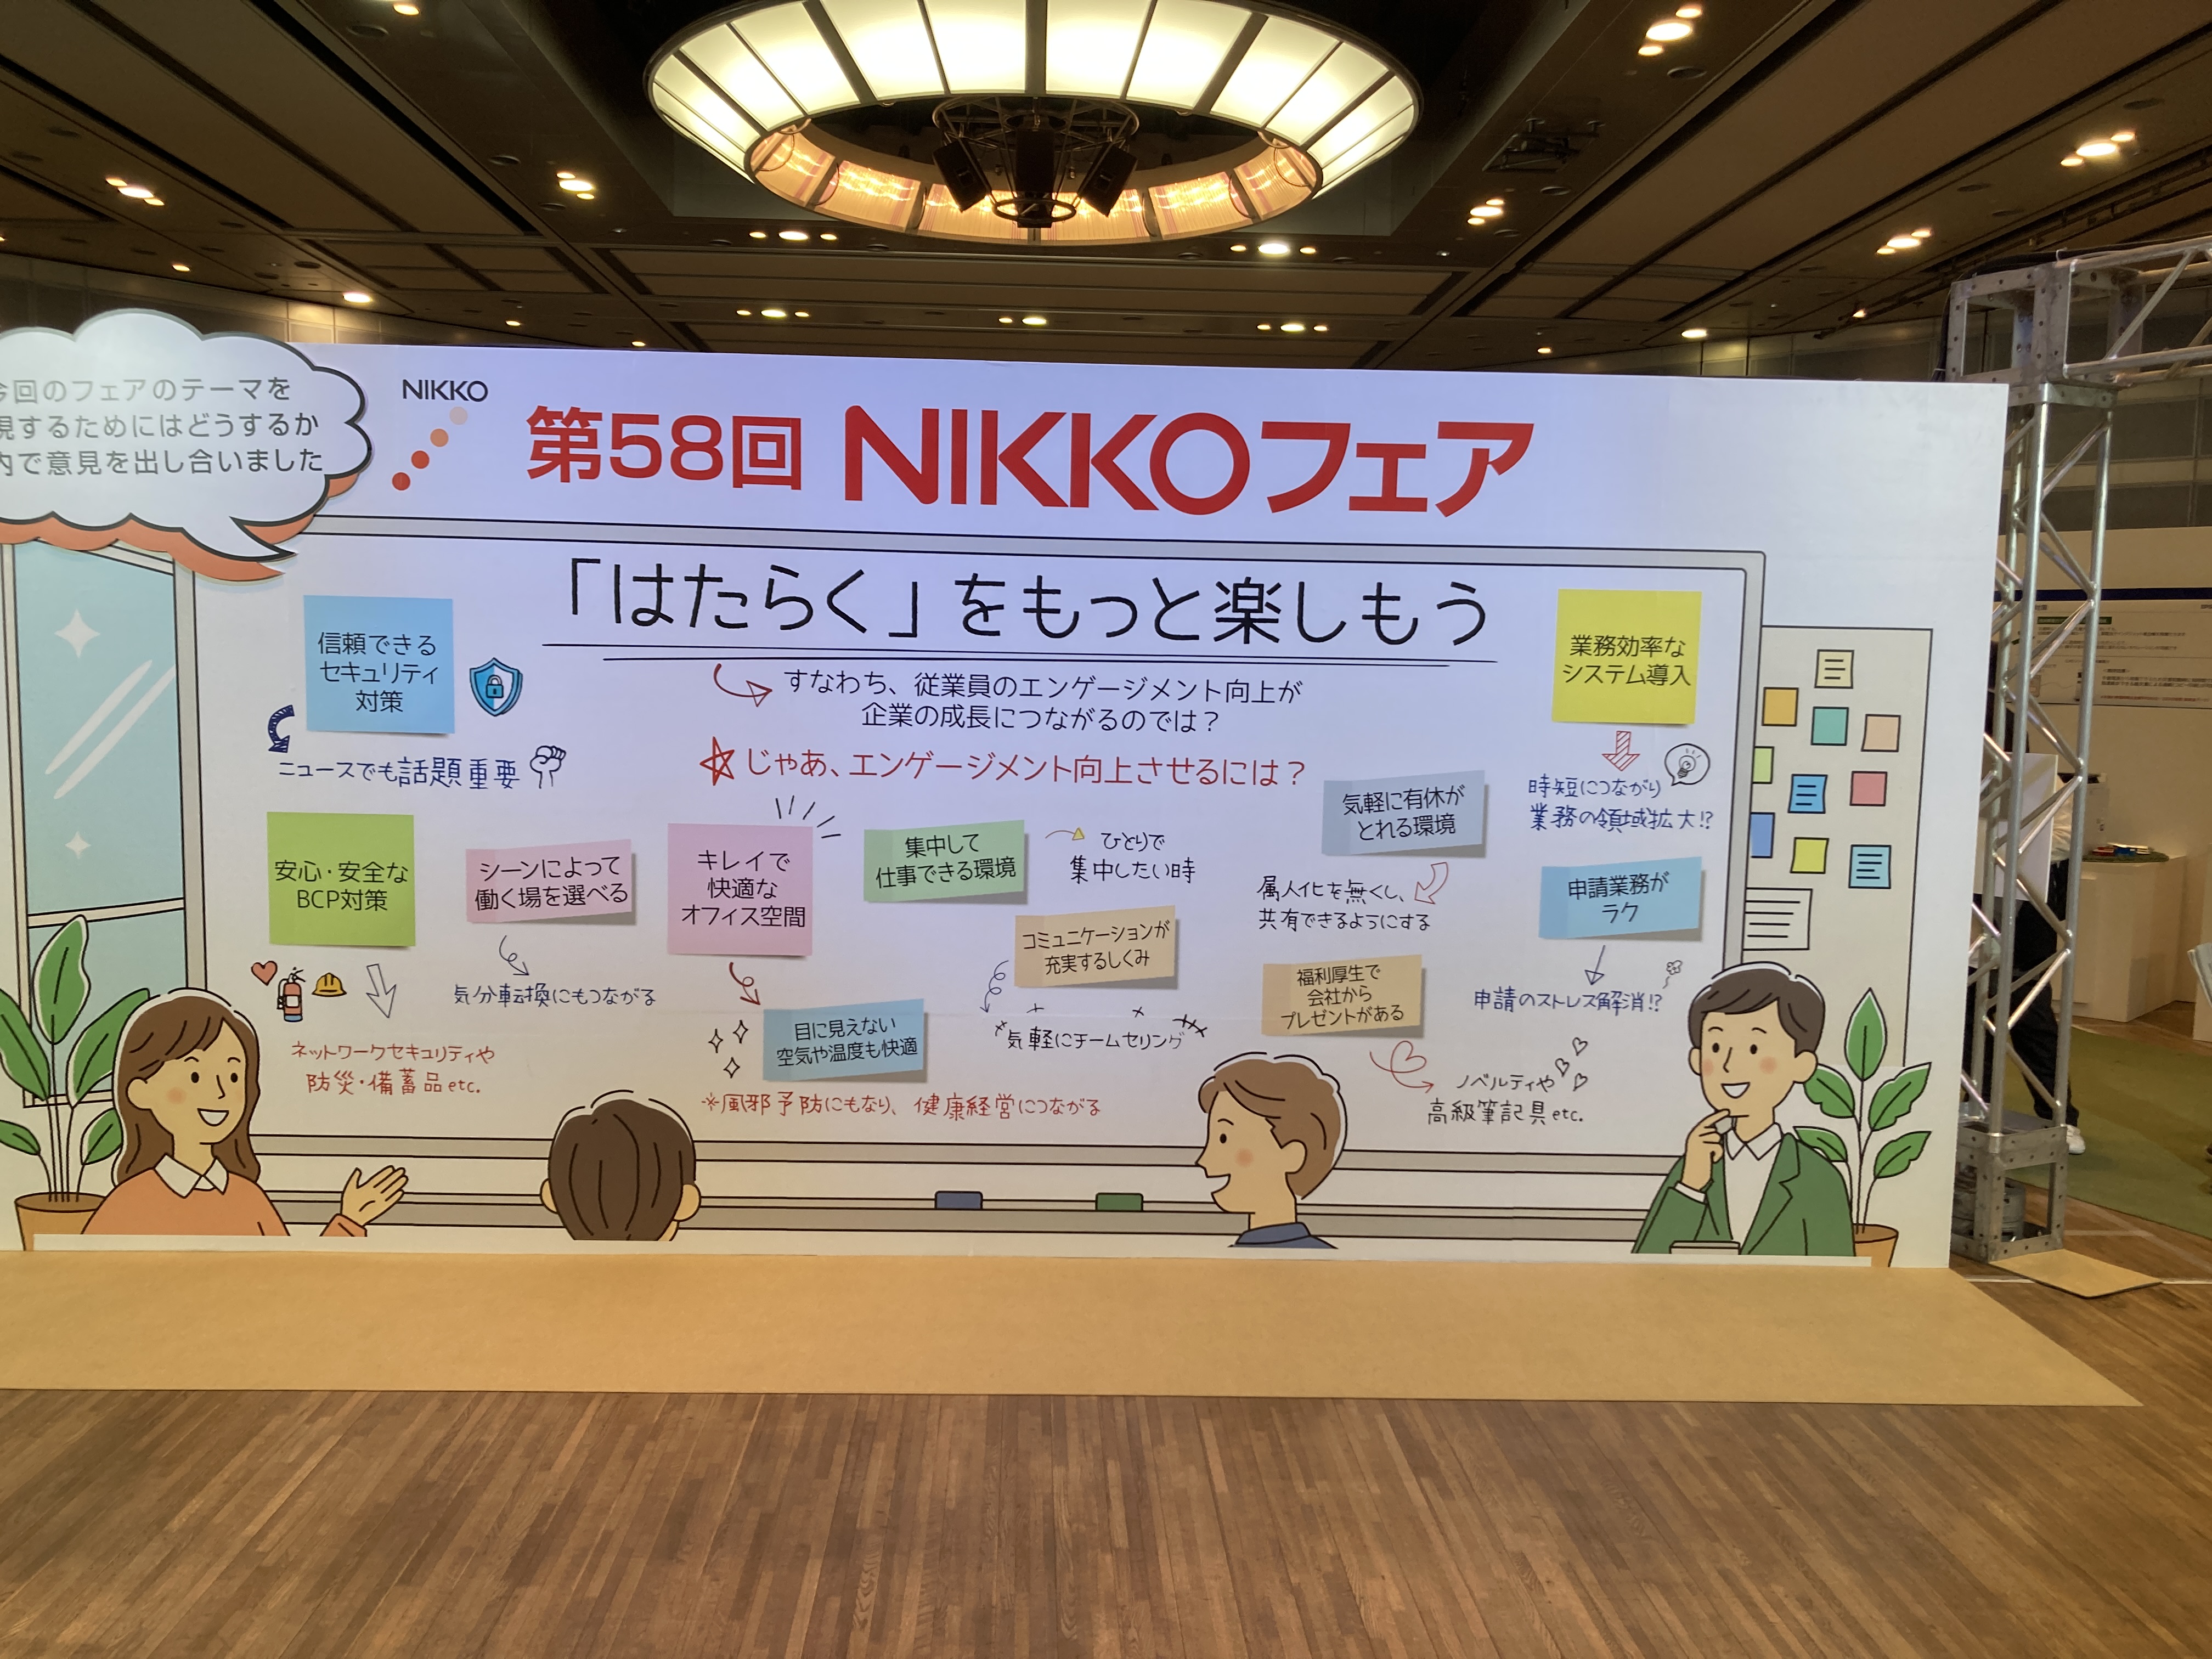 回のフェアのテーマを
現するためにはどうするか
内で意見を出し合いました
NIKKO
第58回 NIKKOフェア
「はたらく」をもっと楽しもう
すなわち、従業員のエンゲージメント向上が
企業の成長につながるのでは？
☆じゃあ、エンゲージメント向上させるには？
信頼できる
セキュリティ
対策
ニュースでも話題重要
安心・安全な
BCP対策
ネットワークセキュリティや
防災・備蓄品etc.
シーンによって
働く場を選べる
気分転換にもつながる
キレイで
快適な
オフィス空間
目に見えない
空気や温度も快適
※風邪予防にもなり、健康経営につながる
集中して
仕事できる環境
ひとりで
集中したい時
コミュニケーションが
充実するしくみ
気軽にチームセリング
気軽に有休が
とれる環境
属人化を無くし、
共有できるようにする
福利厚生で
会社から
プレゼントがある
ノベルティや
高級筆記具etc.
業務効率な
システム導入
時短につながり
業務の領域拡大!?
申請業務が
ラク
申請のストレス解消!?